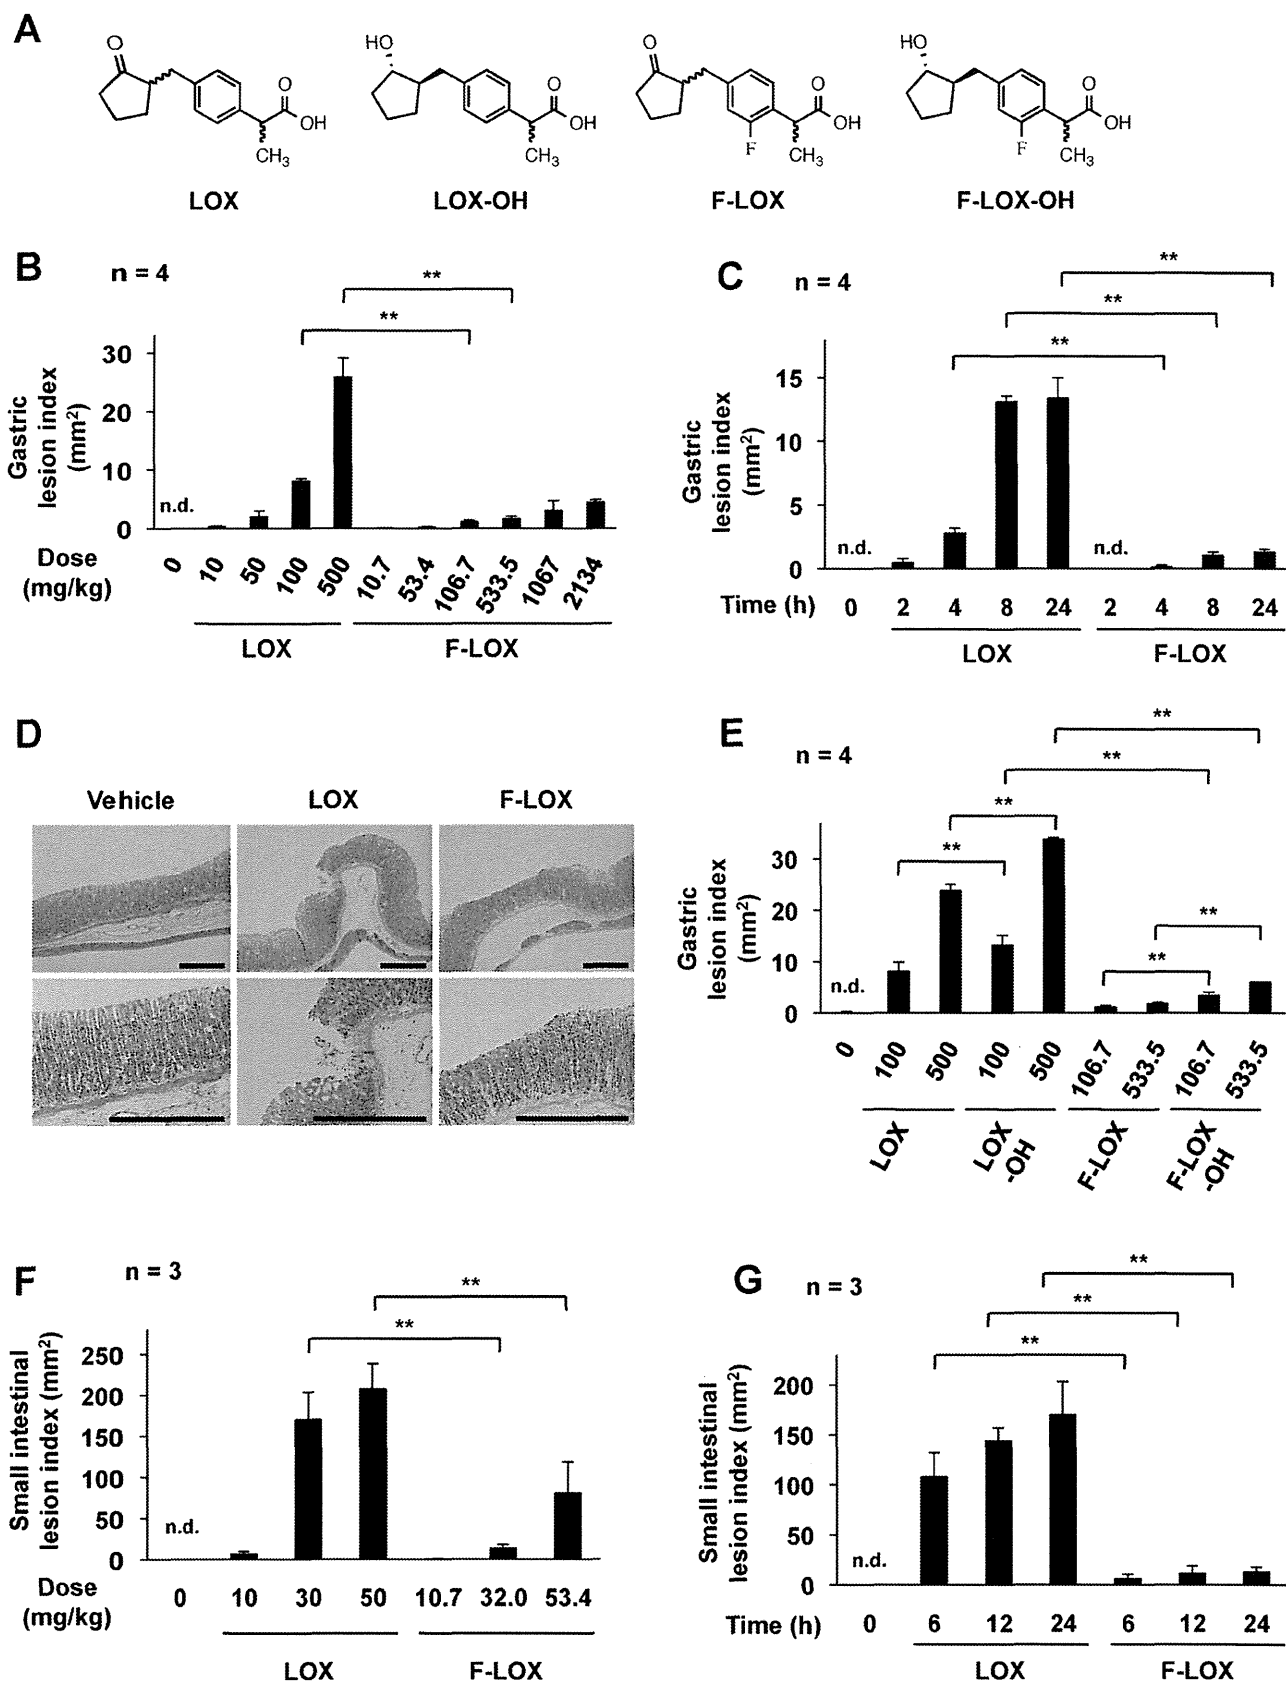 A
O
O
OH
CH₃
LOX
HO
O
OH
CH₃
LOX-OH
O
O
OH
F
CH₃
F-LOX
HO
O
OH
F
CH₃
F-LOX-OH
B
n = 4
**
**
Gastric
lesion index
(mm²)
30
20
10
0
n.d.
Dose
(mg/kg)
0 10 50 100 500 10.7 53.4 106.7 533.5 1067 2134
LOX F-LOX
C
n = 4
**
**
**
Gastric
lesion index
(mm²)
15
10
5
0
n.d. n.d.
Time (h) 0 2 4 8 24 2 4 8 24
LOX F-LOX
D
Vehicle LOX F-LOX
E
n = 4
**
**
**
**
**
**
Gastric
lesion index
(mm²)
30
20
10
0
n.d.
0 100 500 100 500 106.7 533.5 106.7 533.5
LOX
LOX
-OH
F-LOX
F-LOX
-OH
F
n = 3
**
**
Small intestinal
lesion index (mm²)
250
200
150
100
50
0
n.d.
Dose
(mg/kg)
0 10 30 50 10.7 32.0 53.4
LOX F-LOX
G
n = 3
**
**
**
Small intestinal
lesion index (mm²)
200
150
100
50
0
n.d.
Time (h) 0 6 12 24 6 12 24
LOX F-LOX